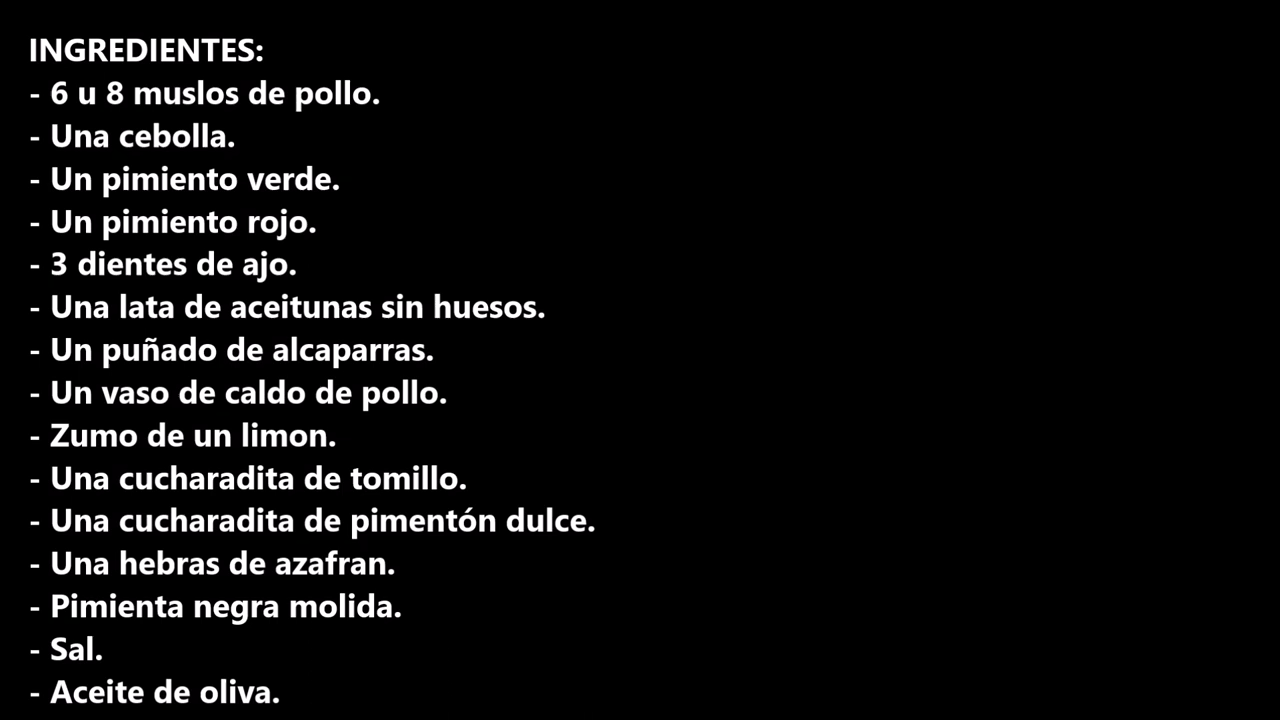 INGREDIENTES:
- 6 u 8 muslos de pollo.
- Una cebolla.
- Un pimiento verde.
- Un pimiento rojo.
- 3 dientes de ajo.
- Una lata de aceitunas sin huesos.
- Un puñado de alcaparras.
- Un vaso de caldo de pollo.
- Zumo de un limon.
- Una cucharadita de tomillo.
- Una cucharadita de pimentón dulce.
- Una hebras de azafran.
- Pimienta negra molida.
- Sal.
- Aceite de oliva.